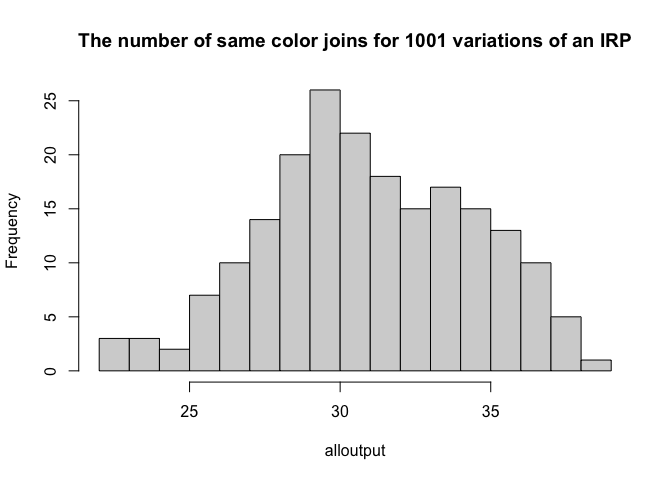 The number of same color joins for 1001 variations of an IRP
Frequency
25
20
15
10
5
0
25 30 35
alloutput